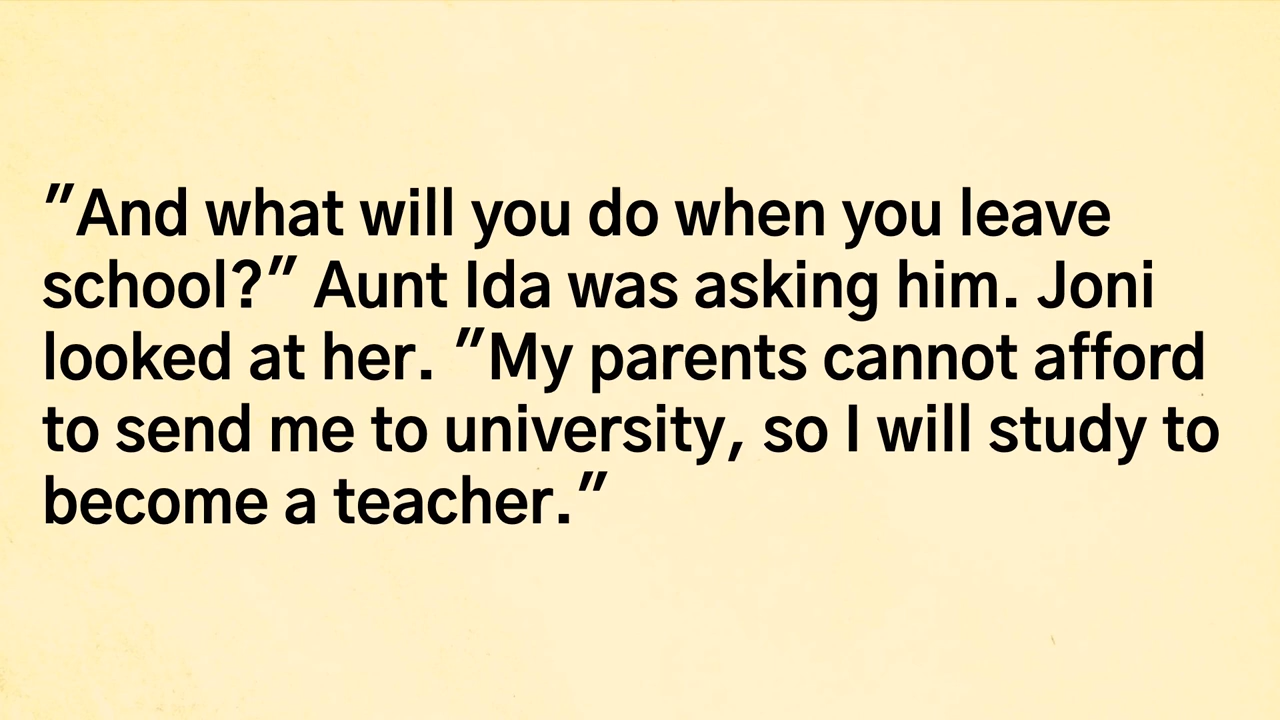 "And what will you do when you leave
school?" Aunt Ida was asking him. Joni
looked at her. "My parents cannot afford
to send me to university, so I will study to
become a teacher."